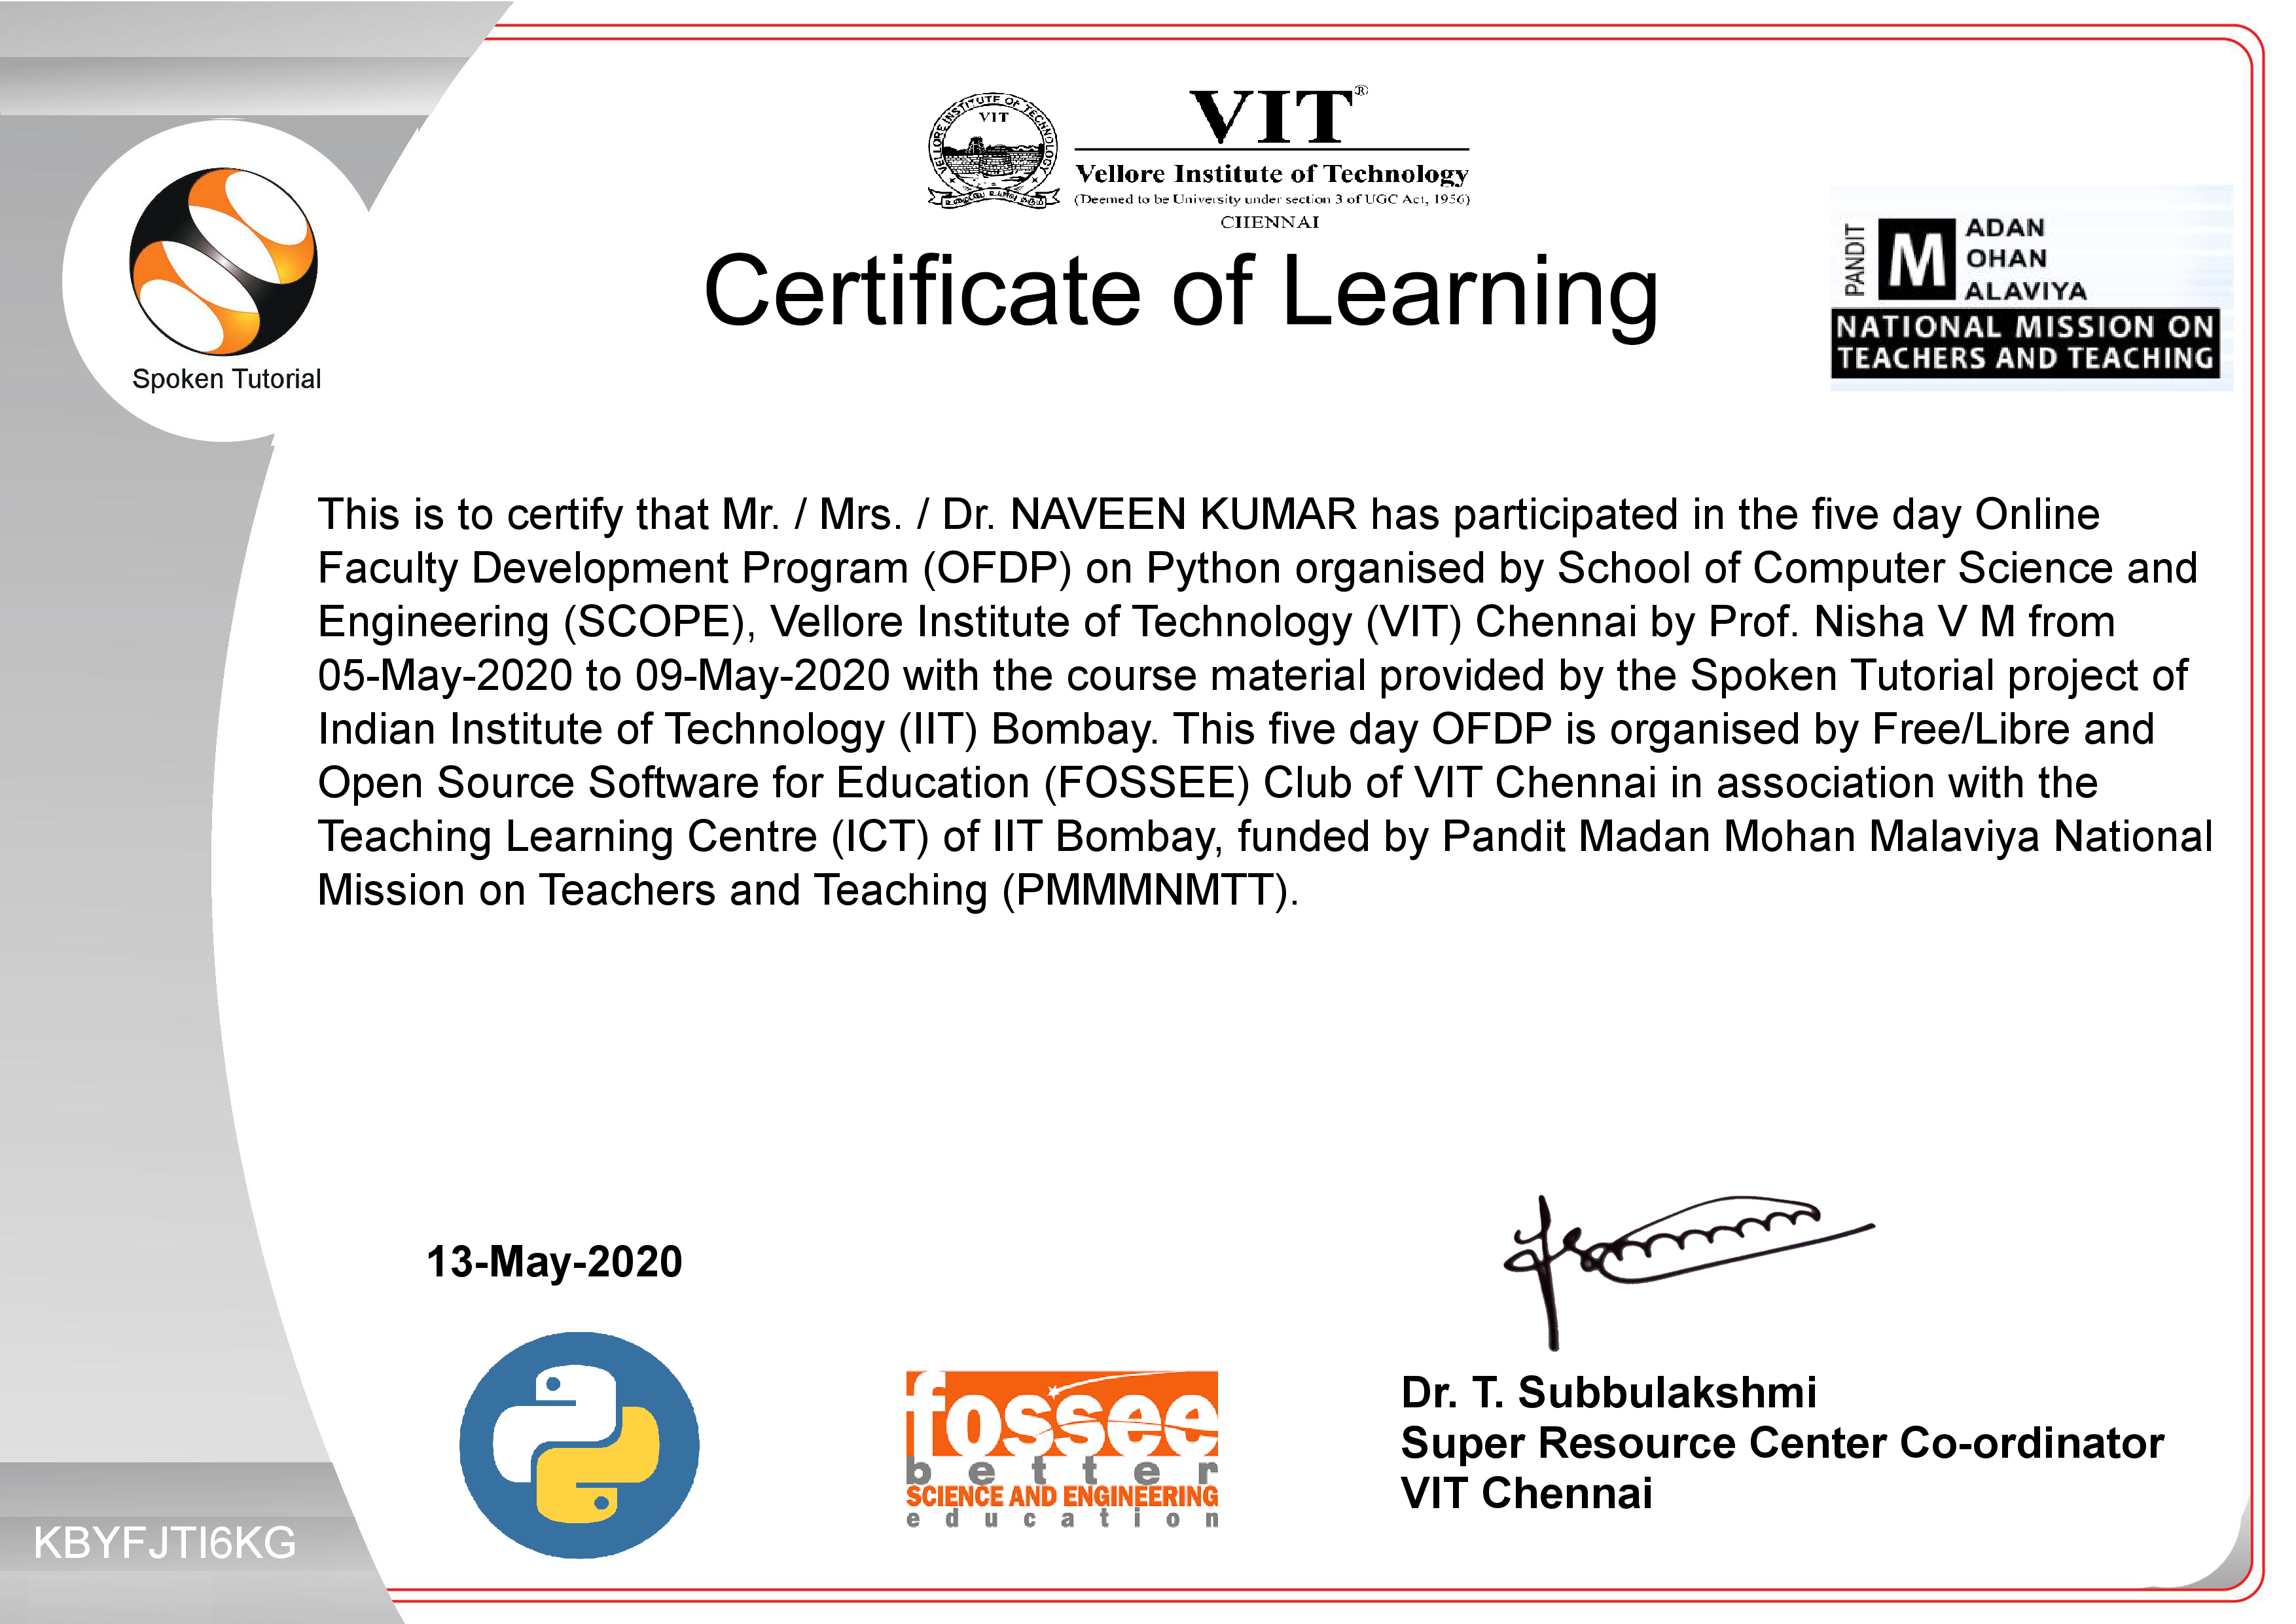 VELLORE INSTITUTE OF TECHNOLOGY
VIT
VIT®
Vellore Institute of Technology
(Deemed to be University under section 3 of UGC Act, 1956)
CHENNAI
Spoken Tutorial
Certificate of Learning
PANDIT
M
ADAN
OHAN
ALAVIYA
NATIONAL MISSION ON
TEACHERS AND TEACHING
This is to certify that Mr. / Mrs. / Dr. NAVEEN KUMAR has participated in the five day Online
Faculty Development Program (OFDP) on Python organised by School of Computer Science and
Engineering (SCOPE), Vellore Institute of Technology (VIT) Chennai by Prof. Nisha V M from
05-May-2020 to 09-May-2020 with the course material provided by the Spoken Tutorial project of
Indian Institute of Technology (IIT) Bombay. This five day OFDP is organised by Free/Libre and
Open Source Software for Education (FOSSEE) Club of VIT Chennai in association with the
Teaching Learning Centre (ICT) of IIT Bombay, funded by Pandit Madan Mohan Malaviya National
Mission on Teachers and Teaching (PMMMNMTT).
13-May-2020
fossee
better
SCIENCE AND ENGINEERING
education
Dr. T. Subbulakshmi
Super Resource Center Co-ordinator
VIT Chennai
KBYFJTI6KG